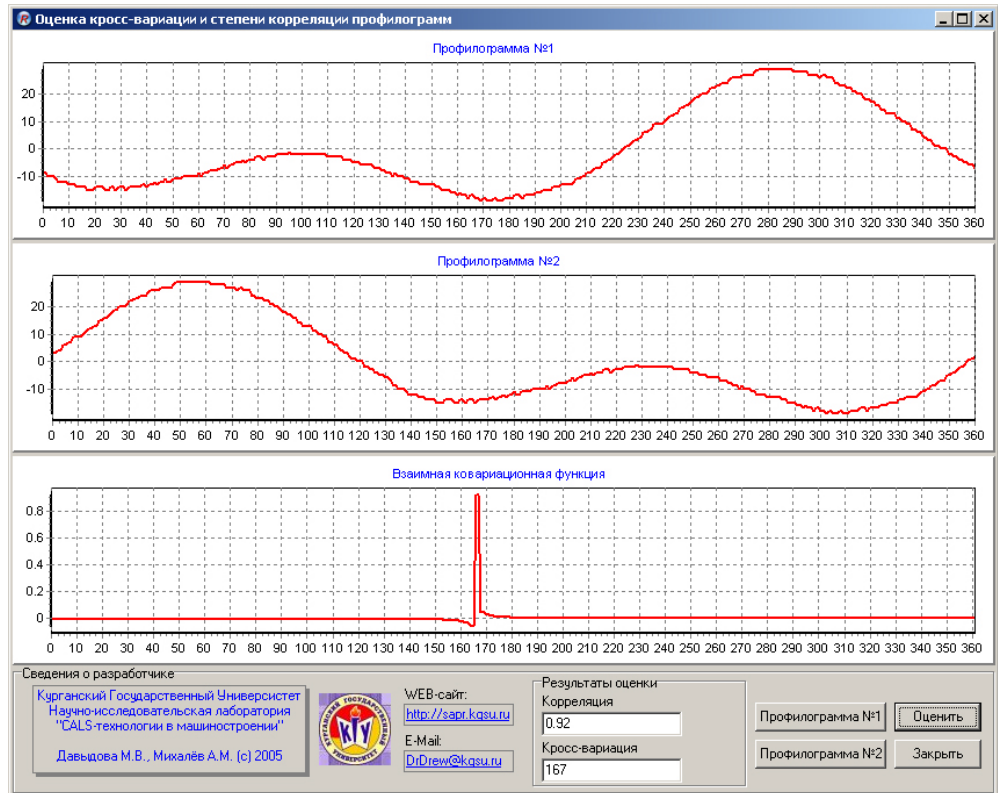 Оценка кросс-вариации и степени корреляции профилограмм
Профилограмма №1
20
10
0
-10
0 10 20 30 40 50 60 70 80 90 100 110 120 130 140 150 160 170 180 190 200 210 220 230 240 250 260 270 280 290 300 310 320 330 340 350 360
Профилограмма №2
20
10
0
-10
0 10 20 30 40 50 60 70 80 90 100 110 120 130 140 150 160 170 180 190 200 210 220 230 240 250 260 270 280 290 300 310 320 330 340 350 360
Взаимная ковариационная функция
0.8
0.6
0.4
0.2
0
0 10 20 30 40 50 60 70 80 90 100 110 120 130 140 150 160 170 180 190 200 210 220 230 240 250 260 270 280 290 300 310 320 330 340 350 360
Сведения о разработчике
Курганский Государственный Универсистет
Научно-исследовательская лаборатория
"CALS-технологии в машиностроении"
Давыдова М.В., Михалёв А.М. (c) 2005
КУРГАНСКИЙ ГОСУДАРСТВЕННЫЙ
УНИВЕРСИТЕТ
КГУ
WEB-сайт:
http://sapr.kgsu.ru
E-Mail:
DrDrew@kgsu.ru
Результаты оценки
Корреляция
0.92
Кросс-вариация
167
Профилограмма №1
Оценить
Профилограмма №2
Закрыть